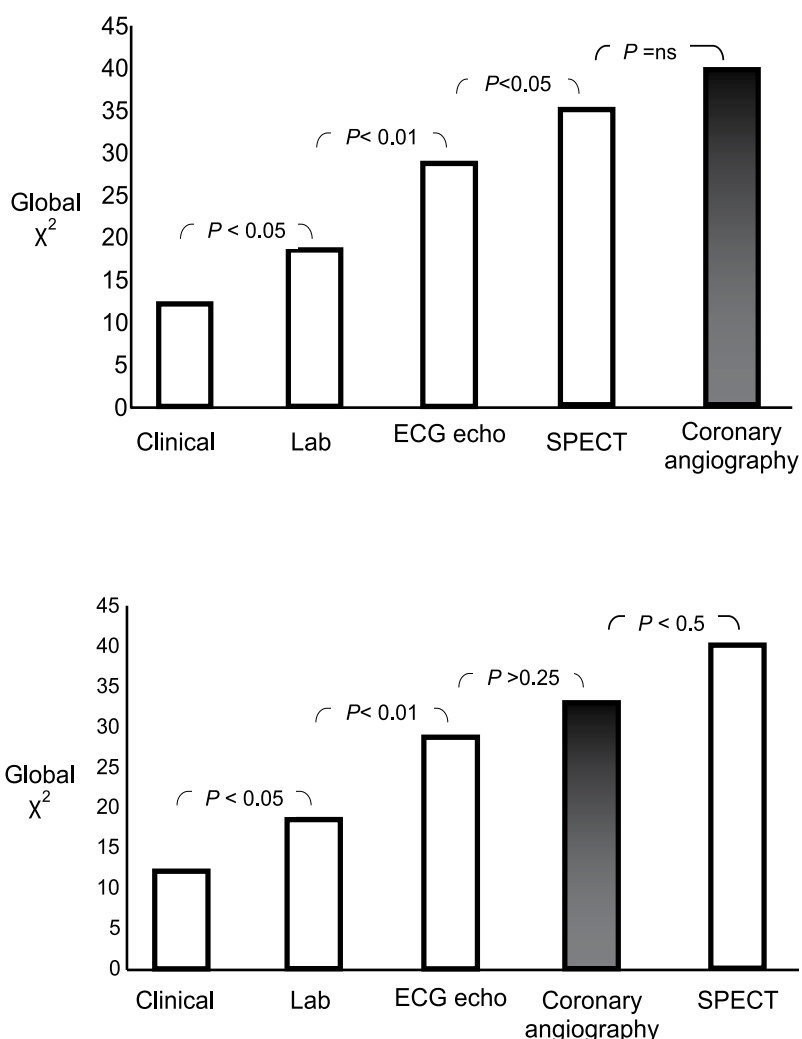 45
40
35
30
25
20
15
10
5
0
Global
χ²
P < 0.05
P< 0.01
P<0.05
P =ns
Clinical
Lab
ECG echo
SPECT
Coronary
angiography
45
40
35
30
25
20
15
10
5
0
Global
χ²
P < 0.05
P< 0.01
P >0.25
P < 0.5
Clinical
Lab
ECG echo
Coronary
angiography
SPECT